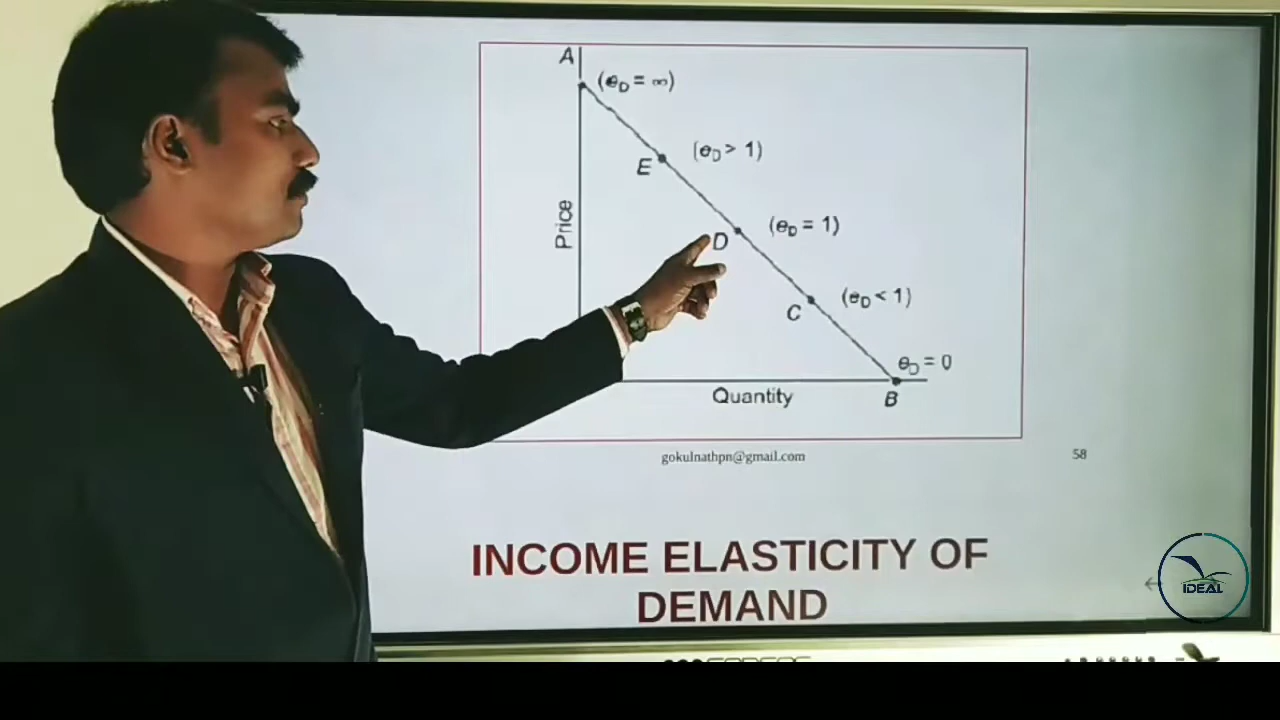 A
(eD = ∞)
E
(eD > 1)
Price
D
(eD = 1)
C
(eD < 1)
eD = 0
Quantity
B
gokulnathpn@gmail.com
58
INCOME ELASTICITY OF
DEMAND
IDEAL